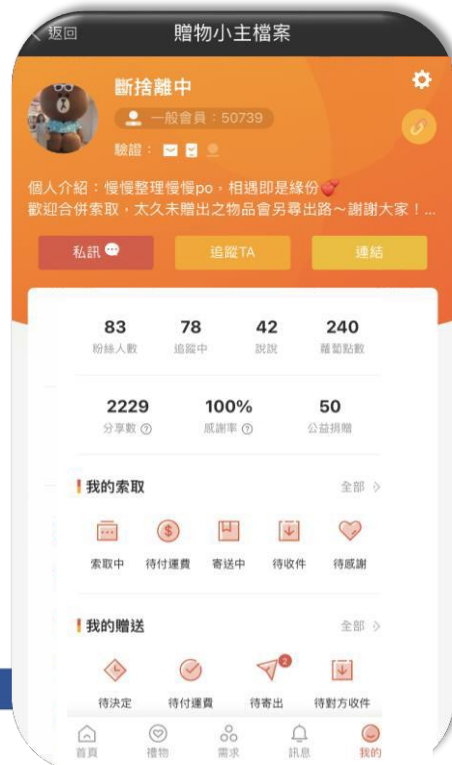 返回 贈物小主檔案
斷捨離中
一般會員：50739
驗證：
個人介紹：慢慢整理慢慢po，相遇即是緣份💕
歡迎合併索取，太久未贈出之物品會另尋出路～謝謝大家！...
私訊 追蹤TA 連結
83 78 42 240
粉絲人數 追蹤中 說說 蘿蔔點數
2229 100% 50
分享數 感謝率 公益捐贈
我的索取 全部
索取中 待付運費 寄送中 待收件 待感謝
我的贈送 全部
2
待決定 待付運費 待寄出 待對方收件
首頁 禮物 需求 訊息 我的